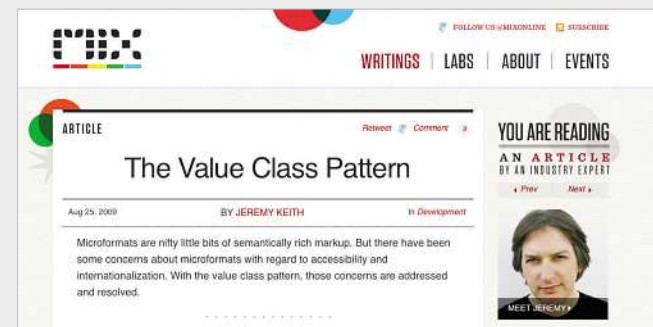 mix
FOLLOW US @MIXONLINE SUBSCRIBE
WRITINGS | LABS | ABOUT | EVENTS
ARTICLE
Retweet Comment 3
The Value Class Pattern
Aug 25, 2009 BY JEREMY KEITH In Development
Microformats are nifty little bits of semantically rich markup. But there have been
some concerns about microformats with regard to accessibility and
internationalization. With the value class pattern, those concerns are addressed
and resolved.
YOU ARE READING
AN ARTICLE
BY AN INDUSTRY EXPERT
Prev Next
MEET JEREMY